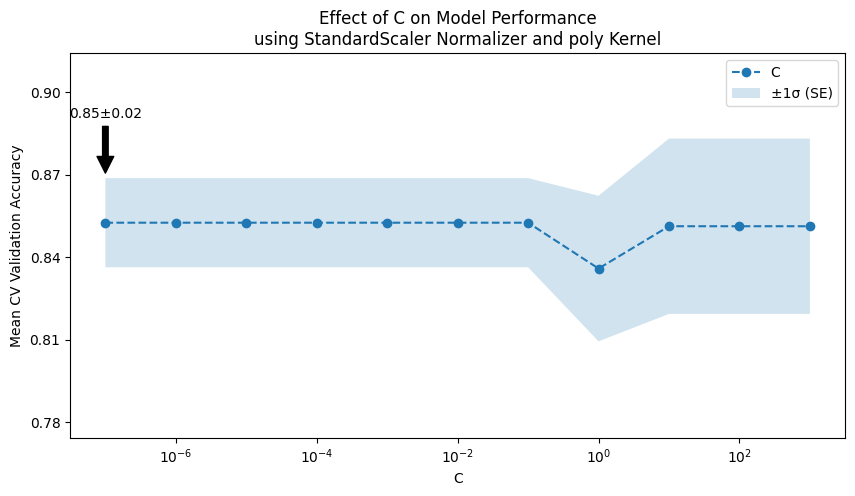 Effect of C on Model Performance
using StandardScaler Normalizer and poly Kernel
C
±1σ (SE)
0.85±0.02
Mean CV Validation Accuracy
0.90
0.87
0.84
0.81
0.78
10⁻⁶
10⁻⁴
10⁻²
10⁰
10²
C